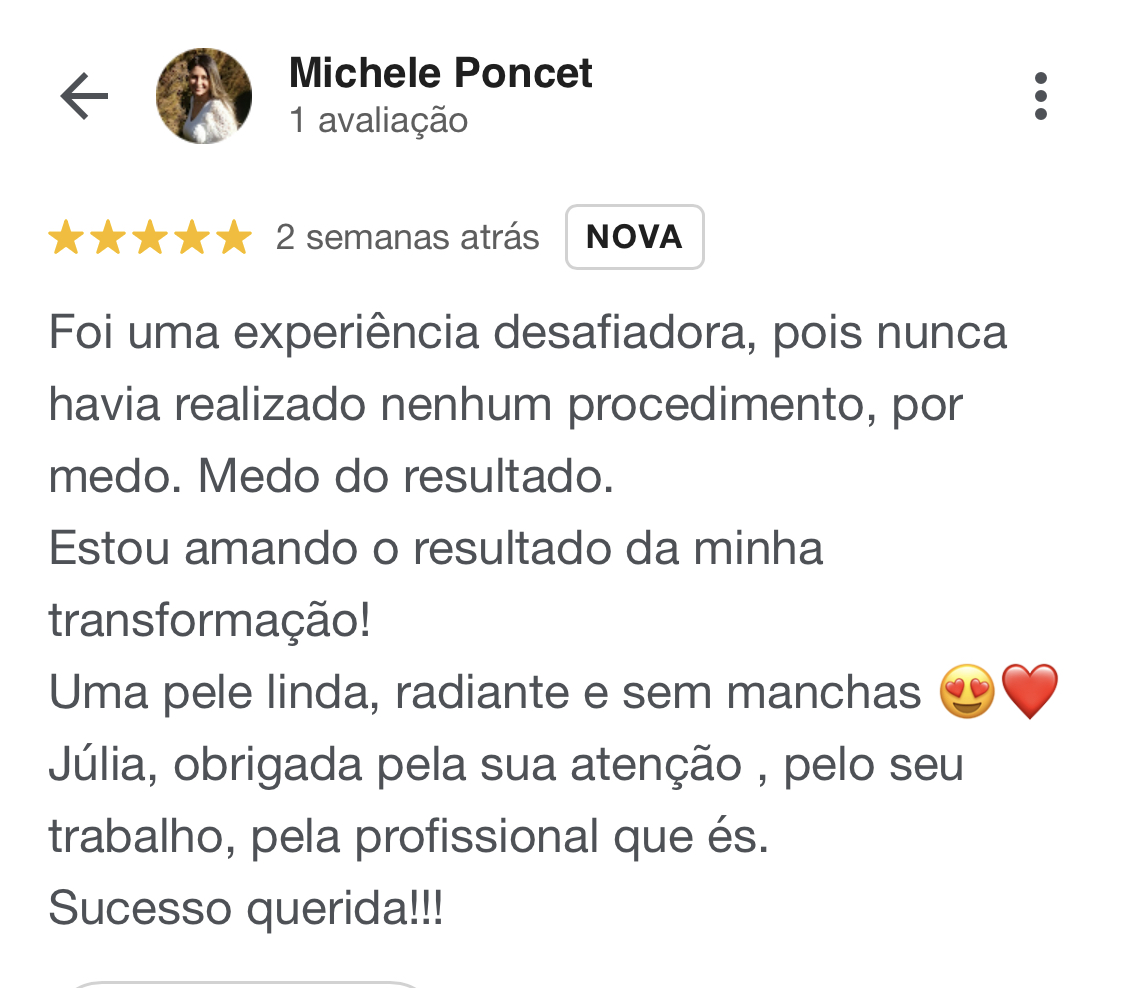 Michele Poncet
1 avaliação
2 semanas atrás NOVA
Foi uma experiência desafiadora, pois nunca
havia realizado nenhum procedimento, por
medo. Medo do resultado.
Estou amando o resultado da minha
transformação!
Uma pele linda, radiante e sem manchas 😍❤️
Júlia, obrigada pela sua atenção , pelo seu
trabalho, pela profissional que és.
Sucesso querida!!!